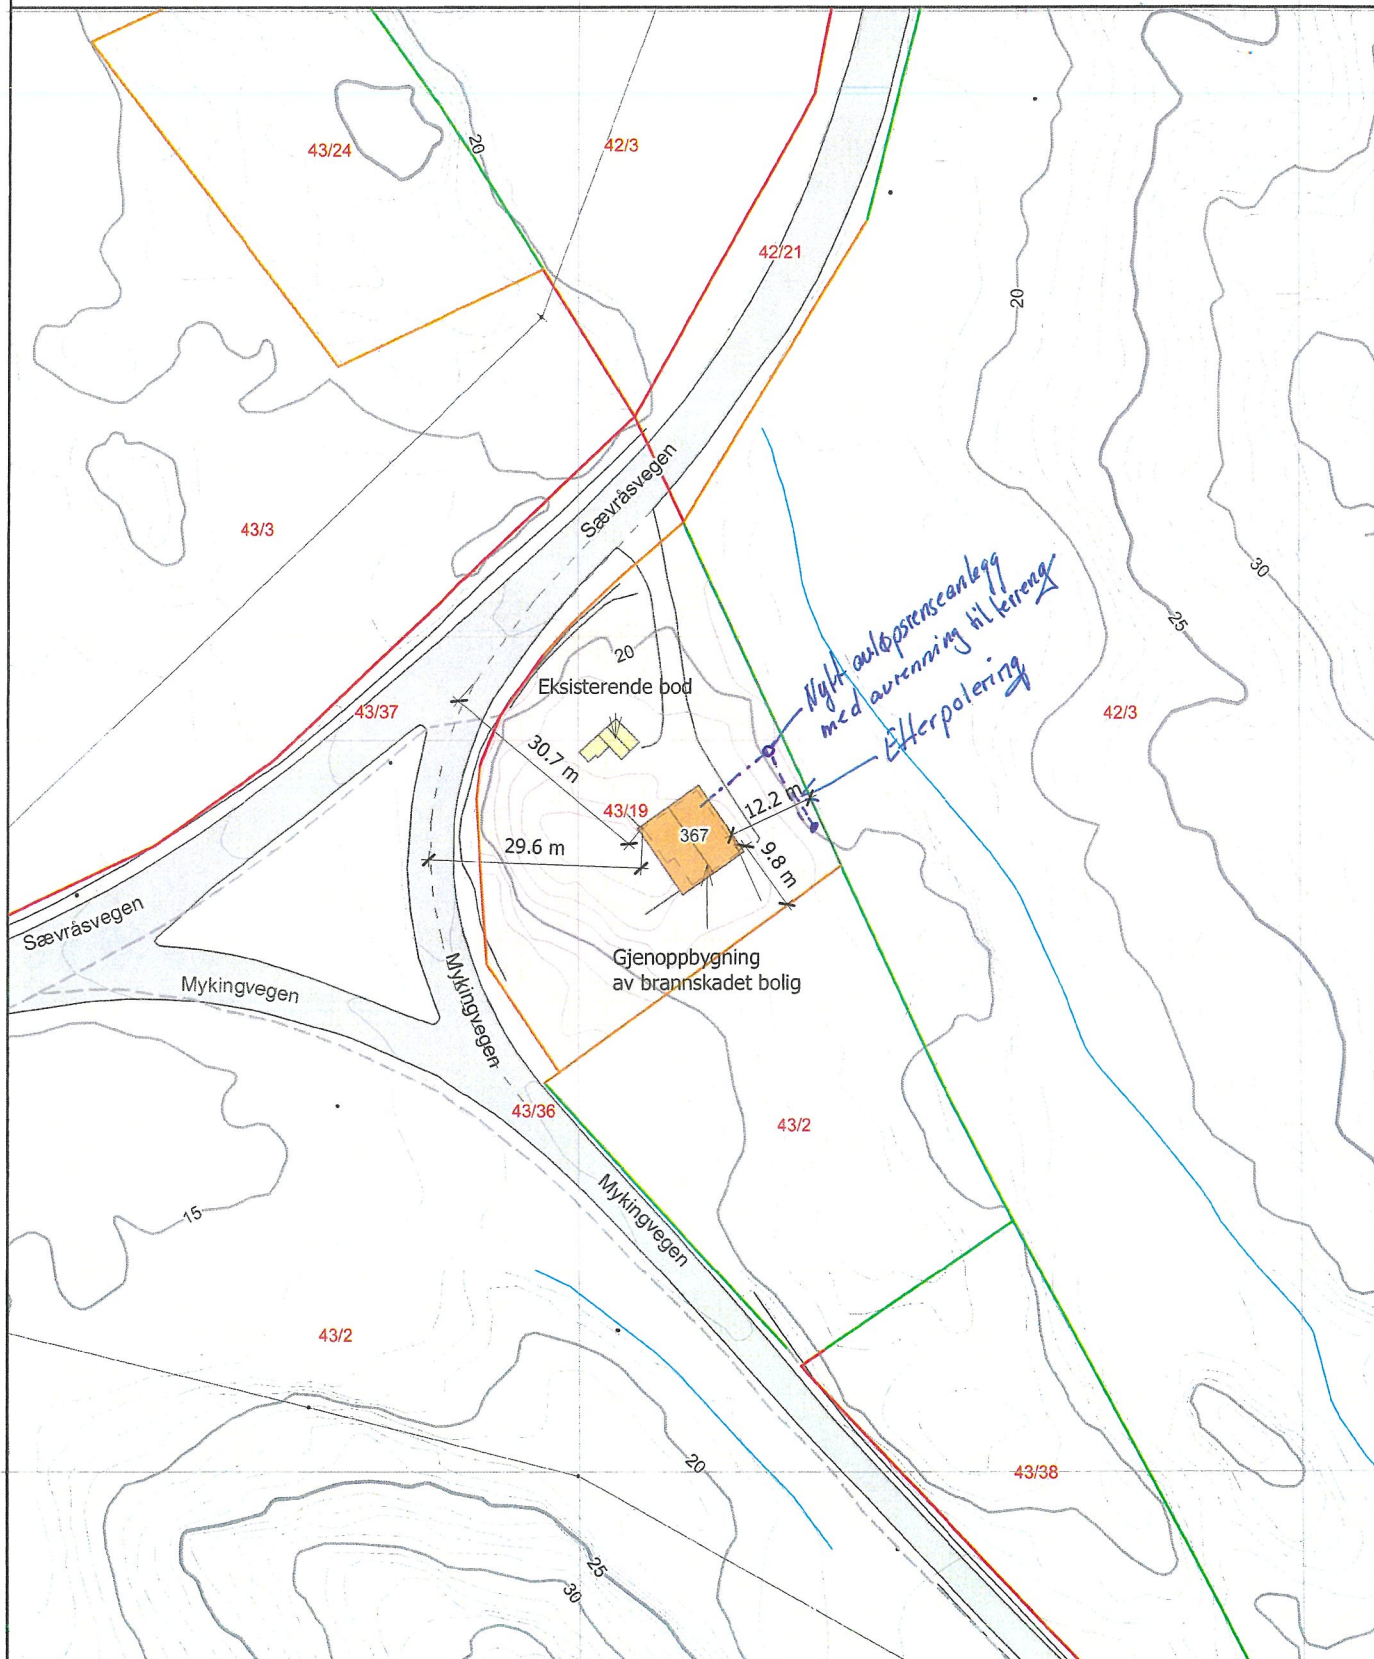 43/24
20
42/3
42/21
20
Sævråsvegen
43/3
30
25
Nytt avløpsrenseanlegg
med avrenning til terreng
Etterpolering
20
Eksisterende bod
43/37
42/3
30.7 m
43/19
12.2 m
367
29.6 m
9.8 m
Sævråsvegen
Gjenoppbygning
av brannskadet bolig
Mykingvegen
Mykingvegen
43/36
43/2
Mykingvegen
15
43/2
20
43/38
25
30